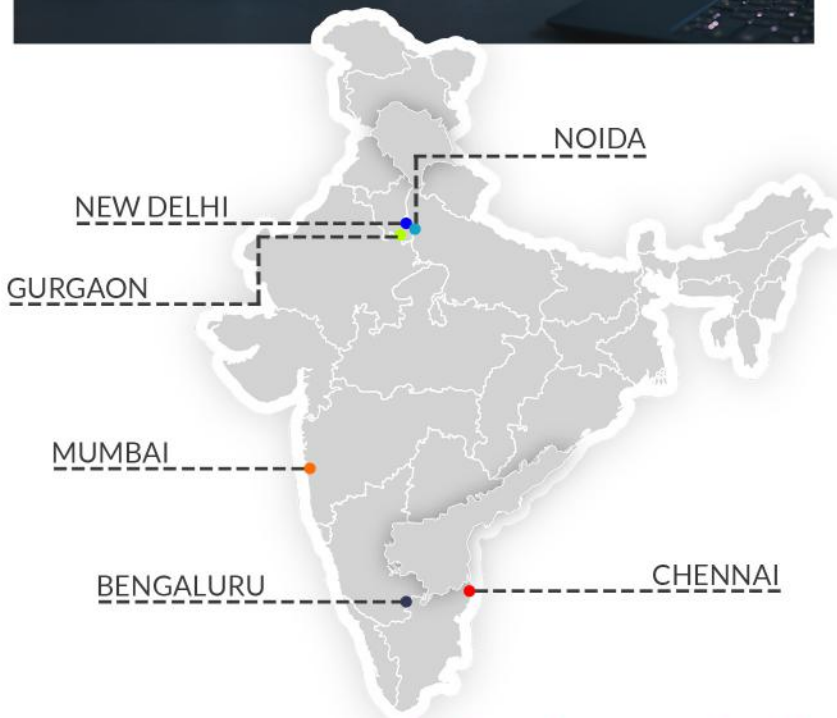 NOIDA
NEW DELHI
GURGAON
MUMBAI
BENGALURU
CHENNAI